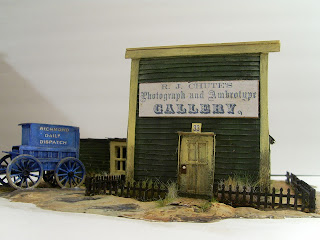 R. J. CHUTE'S
Photograph and Ambrotype
GALLERY.
RICHMOND
DAILY
DISPATCH